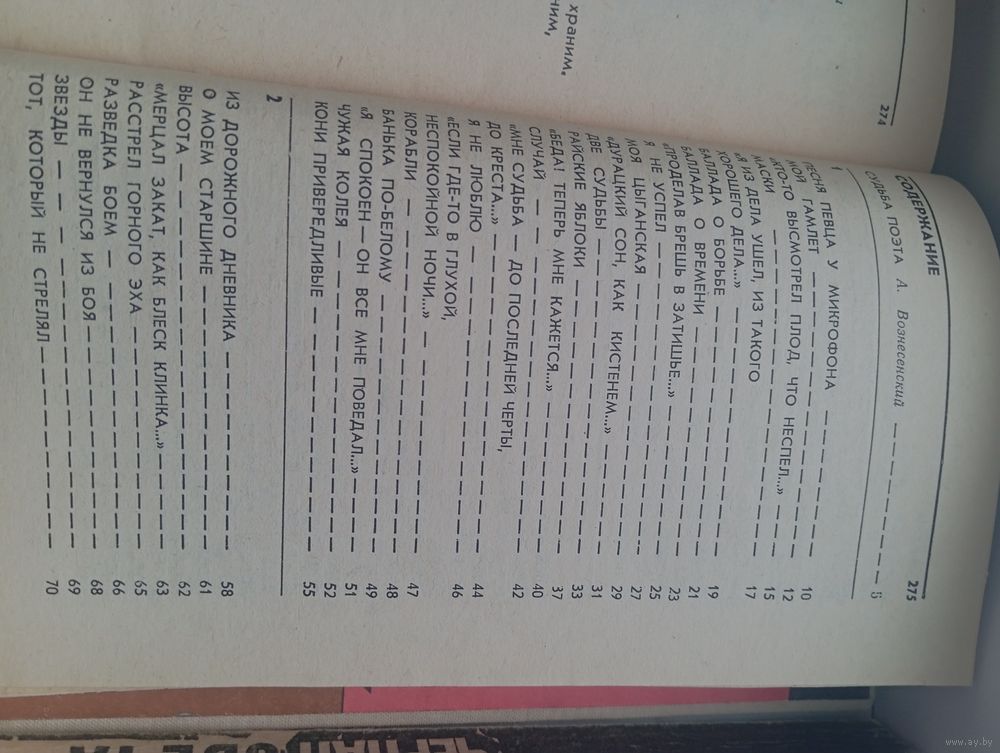 274
храним,
ним,
275
СОДЕРЖАНИЕ
СУДЬБА ПОЭТА А. Вознесенский — — — — — — — — 5
1
ПЕСНЯ ПЕВЦА У МИКРОФОНА — — — — — — — 10
МОЙ ГАМЛЕТ — — — — — — — — — — — — 12
«КТО-ТО ВЫСМОТРЕЛ ПЛОД, ЧТО НЕСПЕЛ...» — — — 15
МАСКИ — — — — — — — — — — — — — 17
«Я ИЗ ДЕЛА УШЕЛ, ИЗ ТАКОГО
ХОРОШЕГО ДЕЛА...» — — — — — — — — — — 19
БАЛЛАДА О БОРЬБЕ — — — — — — — — — — 21
БАЛЛАДА О ВРЕМЕНИ — — — — — — — — — — 23
«ПРОДЕЛАВ БРЕШЬ В ЗАТИШЬЕ...» — — — — — — 25
Я НЕ УСПЕЛ — — — — — — — — — — — — 27
МОЯ ЦЫГАНСКАЯ — — — — — — — — — — — 29
«ДУРАЦКИЙ СОН, КАК КИСТЕНЕМ...» — — — — — 31
ДВЕ СУДЬБЫ — — — — — — — — — — — — 33
РАЙСКИЕ ЯБЛОКИ — — — — — — — — — — — 37
«БЕДА! ТЕПЕРЬ МНЕ КАЖЕТСЯ...» — — — — — — 40
СЛУЧАЙ — — — — — — — — — — — — — 42
«МНЕ СУДЬБА — ДО ПОСЛЕДНЕЙ ЧЕРТЫ,
ДО КРЕСТА...» — — — — — — — — — — — — 44
Я НЕ ЛЮБЛЮ — — — — — — — — — — — — 46
«ЕСЛИ ГДЕ-ТО В ГЛУХОЙ,
НЕСПОКОЙНОЙ НОЧИ...» — — — — — — — — — 47
КОРАБЛИ — — — — — — — — — — — — — 48
БАНЬКА ПО-БЕЛОМУ — — — — — — — — — — 49
«Я СПОКОЕН — ОН ВСЕ МНЕ ПОВЕДАЛ...» — — — — 51
ЧУЖАЯ КОЛЕЯ — — — — — — — — — — — — 52
КОНИ ПРИВЕРЕДЛИВЫЕ — — — — — — — — — 55
2
ИЗ ДОРОЖНОГО ДНЕВНИКА — — — — — — — — 58
О МОЕМ СТАРШИНЕ — — — — — — — — — — 61
ВЫСОТА — — — — — — — — — — — — — 62
«МЕРЦАЛ ЗАКАТ, КАК БЛЕСК КЛИНКА...» — — — — 63
РАССТРЕЛ ГОРНОГО ЭХА — — — — — — — — — 65
РАЗВЕДКА БОЕМ — — — — — — — — — — — 66
ОН НЕ ВЕРНУЛСЯ ИЗ БОЯ — — — — — — — — — 68
ЗВЕЗДЫ — — — — — — — — — — — — — 69
ТОТ, КОТОРЫЙ НЕ СТРЕЛЯЛ — — — — — — — — 70
www.ay.by